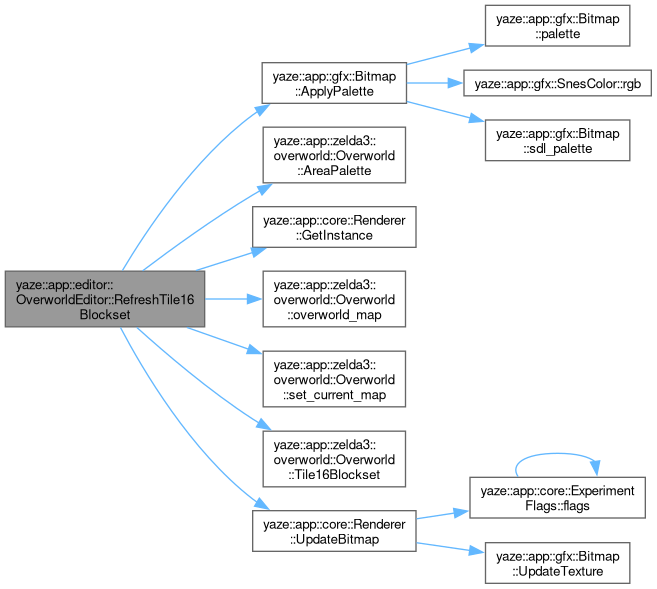 yaze::app::gfx::Bitmap
::palette
yaze::app::gfx::Bitmap
::ApplyPalette
yaze::app::gfx::SnesColor::rgb
yaze::app::gfx::Bitmap
::sdl_palette
yaze::app::zelda3::
overworld::Overworld
::AreaPalette
yaze::app::core::Renderer
::GetInstance
yaze::app::editor::
OverworldEditor::RefreshTile16
Blockset
yaze::app::zelda3::
overworld::Overworld
::overworld_map
yaze::app::zelda3::
overworld::Overworld
::set_current_map
yaze::app::zelda3::
overworld::Overworld
::Tile16Blockset
yaze::app::core::Experiment
Flags::flags
yaze::app::core::Renderer
::UpdateBitmap
yaze::app::gfx::Bitmap
::UpdateTexture